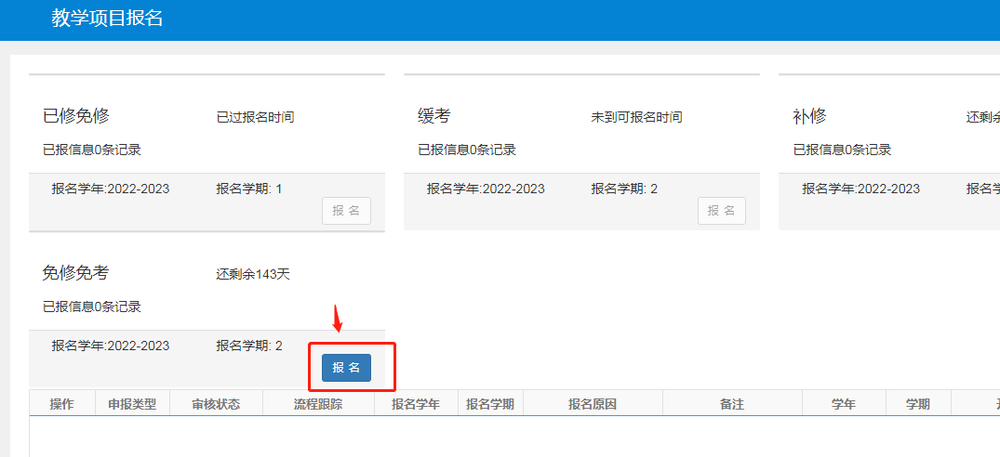 教学项目报名
已修免修 已过报名时间
已报信息0条记录
报名学年:2022-2023 报名学期: 1
报 名
缓考 未到可报名时间
已报信息0条记录
报名学年:2022-2023 报名学期: 2
报 名
补修 还剩余
已报信息0条记录
报名学年:2022-2023 报名学
免修免考 还剩余143天
已报信息0条记录
报名学年:2022-2023 报名学期: 2
报 名
操作 申报类型 审核状态 流程跟踪 报名学年 报名学期 报名原因 备注 学年 学期